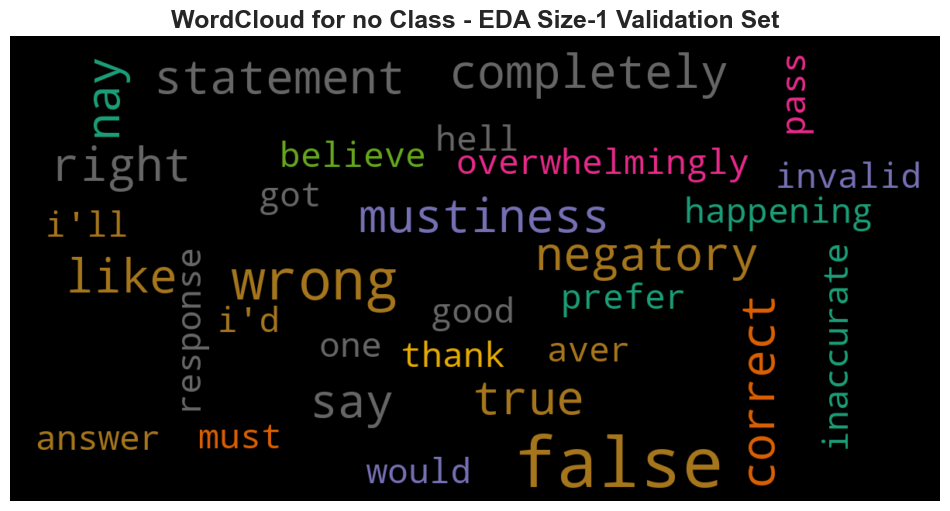 WordCloud for no Class - EDA Size-1 Validation Set
nay
statement
completely
pass
right
believe
hell
overwhelmingly
invalid
got
i'll
mustiness
happening
like
wrong
negatory
response
i'd
good
prefer
inaccurate
one
thank
aver
correct
say
true
answer
must
would
false